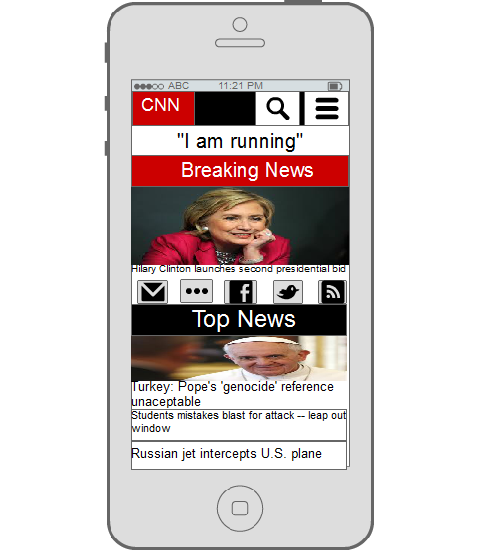 ABC 11:21 PM
CNN
"I am running"
Breaking News
Hilary Clinton launches second presidential bid
Top News
Turkey: Pope's 'genocide' reference
unacceptable
Students mistakes blast for attack -- leap out
window
Russian jet intercepts U.S. plane